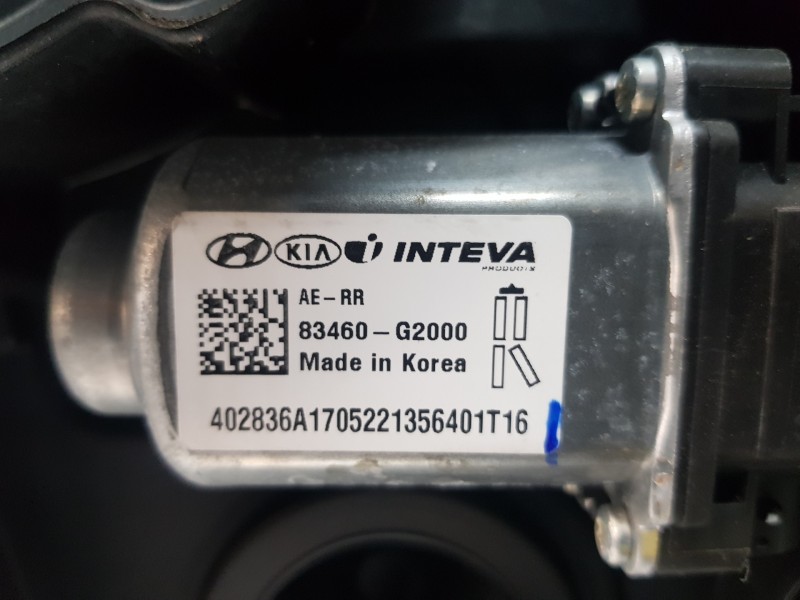 KIA INTEVA
PRODUCTS
AE-RR
83460-G2000
Made in Korea
402836A1705221356401T16